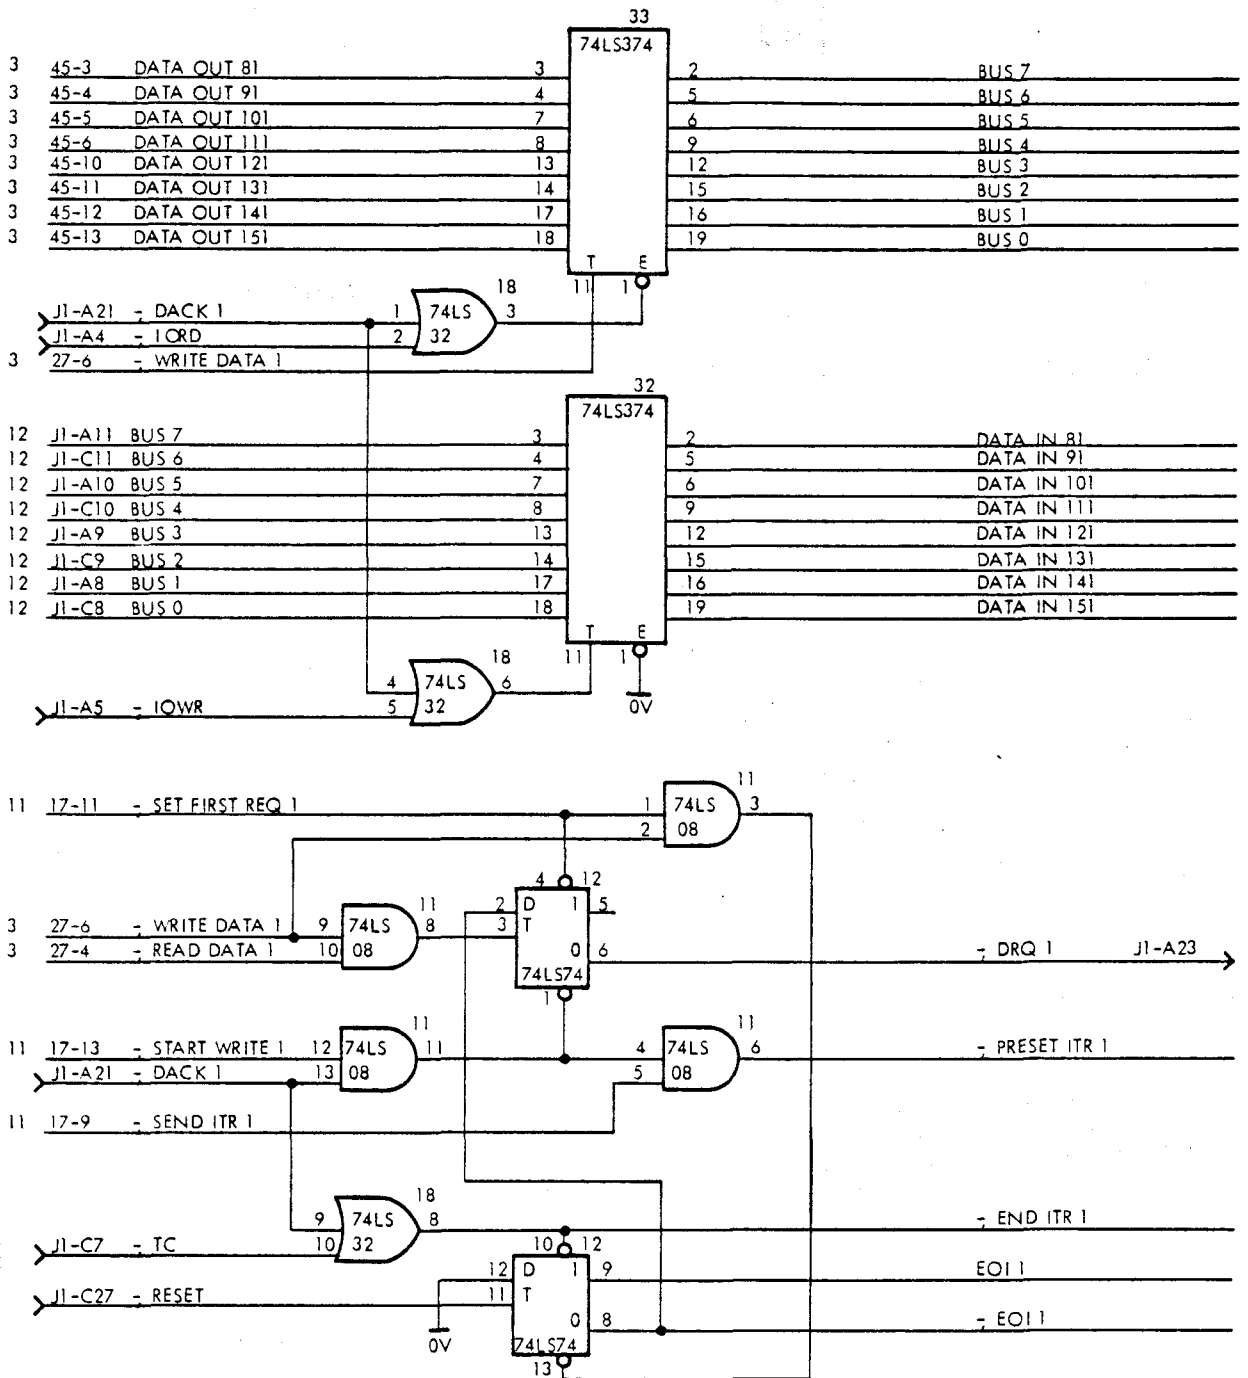 33
74LS374
3 45-3 DATA OUT 81 3 2 BUS 7
3 45-4 DATA OUT 91 4 5 BUS 6
3 45-5 DATA OUT 101 7 6 BUS 5
3 45-6 DATA OUT 111 8 9 BUS 4
3 45-10 DATA OUT 121 13 12 BUS 3
3 45-11 DATA OUT 131 14 15 BUS 2
3 45-12 DATA OUT 141 17 16 BUS 1
3 45-13 DATA OUT 151 18 19 BUS 0
T E
11 1
18
J1-A21 -, DACK 1 1 74LS 3
J1-A4 -, IORD 2 32
3 27-6 -, WRITE DATA 1
32
74LS374
12 J1-A11 BUS 7 3 2 DATA IN 81
12 J1-C11 BUS 6 4 5 DATA IN 91
12 J1-A10 BUS 5 7 6 DATA IN 101
12 J1-C10 BUS 4 8 9 DATA IN 111
12 J1-A9 BUS 3 13 12 DATA IN 121
12 J1-C9 BUS 2 14 15 DATA IN 131
12 J1-A8 BUS 1 17 16 DATA IN 141
12 J1-C8 BUS 0 18 19 DATA IN 151
T E
11 1
18
4 74LS 6
J1-A5 -, IOWR 5 32
0V
11
11 17-11 -, SET FIRST REQ 1 1 74LS 3
2 08
4 12
2 D 1 5
11
3 27-6 -, WRITE DATA 1 9 74LS 8 3 T
3 27-4 -, READ DATA 1 10 08 0 6 -, DRQ 1 J1-A23
74LS74
1
11 11
11 17-13 -, START WRITE 1 12 74LS 11 4 74LS 6 -, PRESET ITR 1
J1-A21 -, DACK 1 13 08 5 08
11 17-9 -, SEND ITR 1
18
9 74LS 8 -, END ITR 1
J1-C7 -, TC 10 32 10 12
12 D 1 9 EOI 1
J1-C27 -, RESET 11 T
0 8 -, EOI 1
0V 74LS74
13